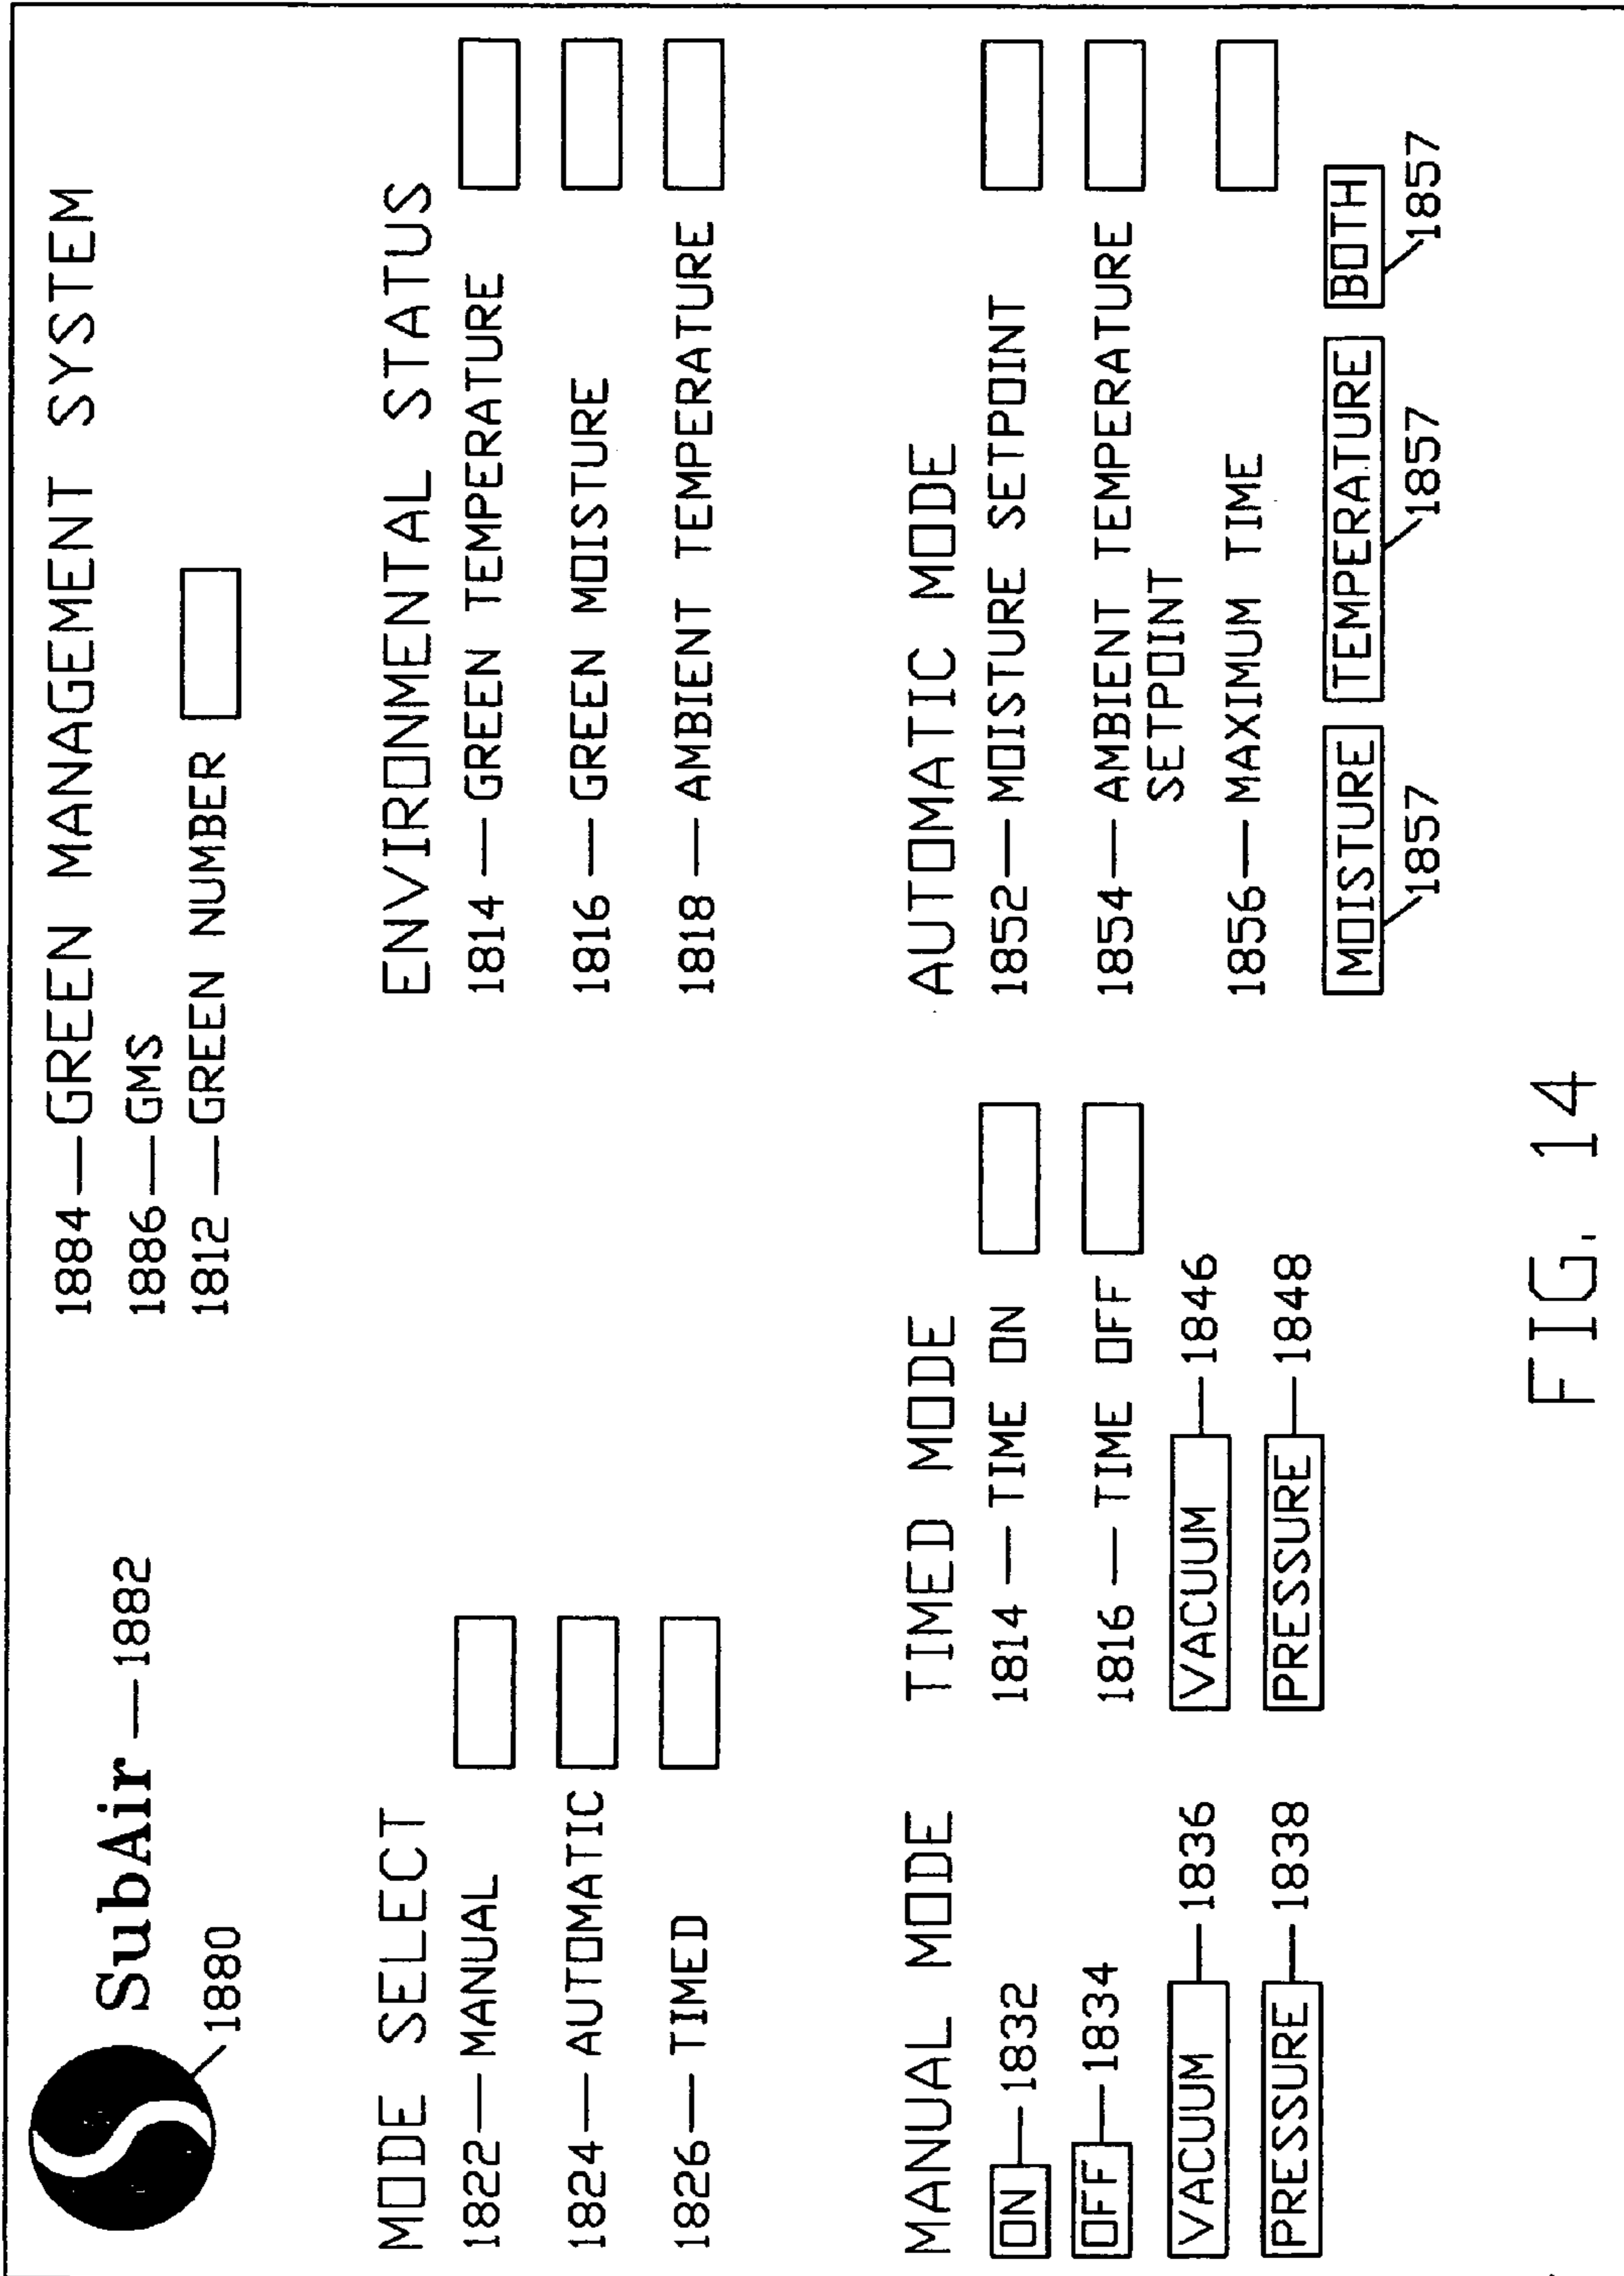 SubAir — 1882
1880
1884 — GREEN MANAGEMENT SYSTEM
1886 — GMS
1812 — GREEN NUMBER
MODE SELECT
1822 — MANUAL
1824 — AUTOMATIC
1826 — TIMED
ENVIRONMENTAL STATUS
1814 — GREEN TEMPERATURE
1816 — GREEN MOISTURE
1818 — AMBIENT TEMPERATURE
MANUAL MODE
ON — 1832
OFF — 1834
VACUUM — 1836
PRESSURE — 1838
TIMED MODE
1814 — TIME ON
1816 — TIME OFF
VACUUM — 1846
PRESSURE — 1848
AUTOMATIC MODE
1852 — MOISTURE SETPOINT
1854 — AMBIENT TEMPERATURE
SETPOINT
1856 — MAXIMUM TIME
MOISTURE TEMPERATURE BOTH
1857 1857 1857
FIG. 14